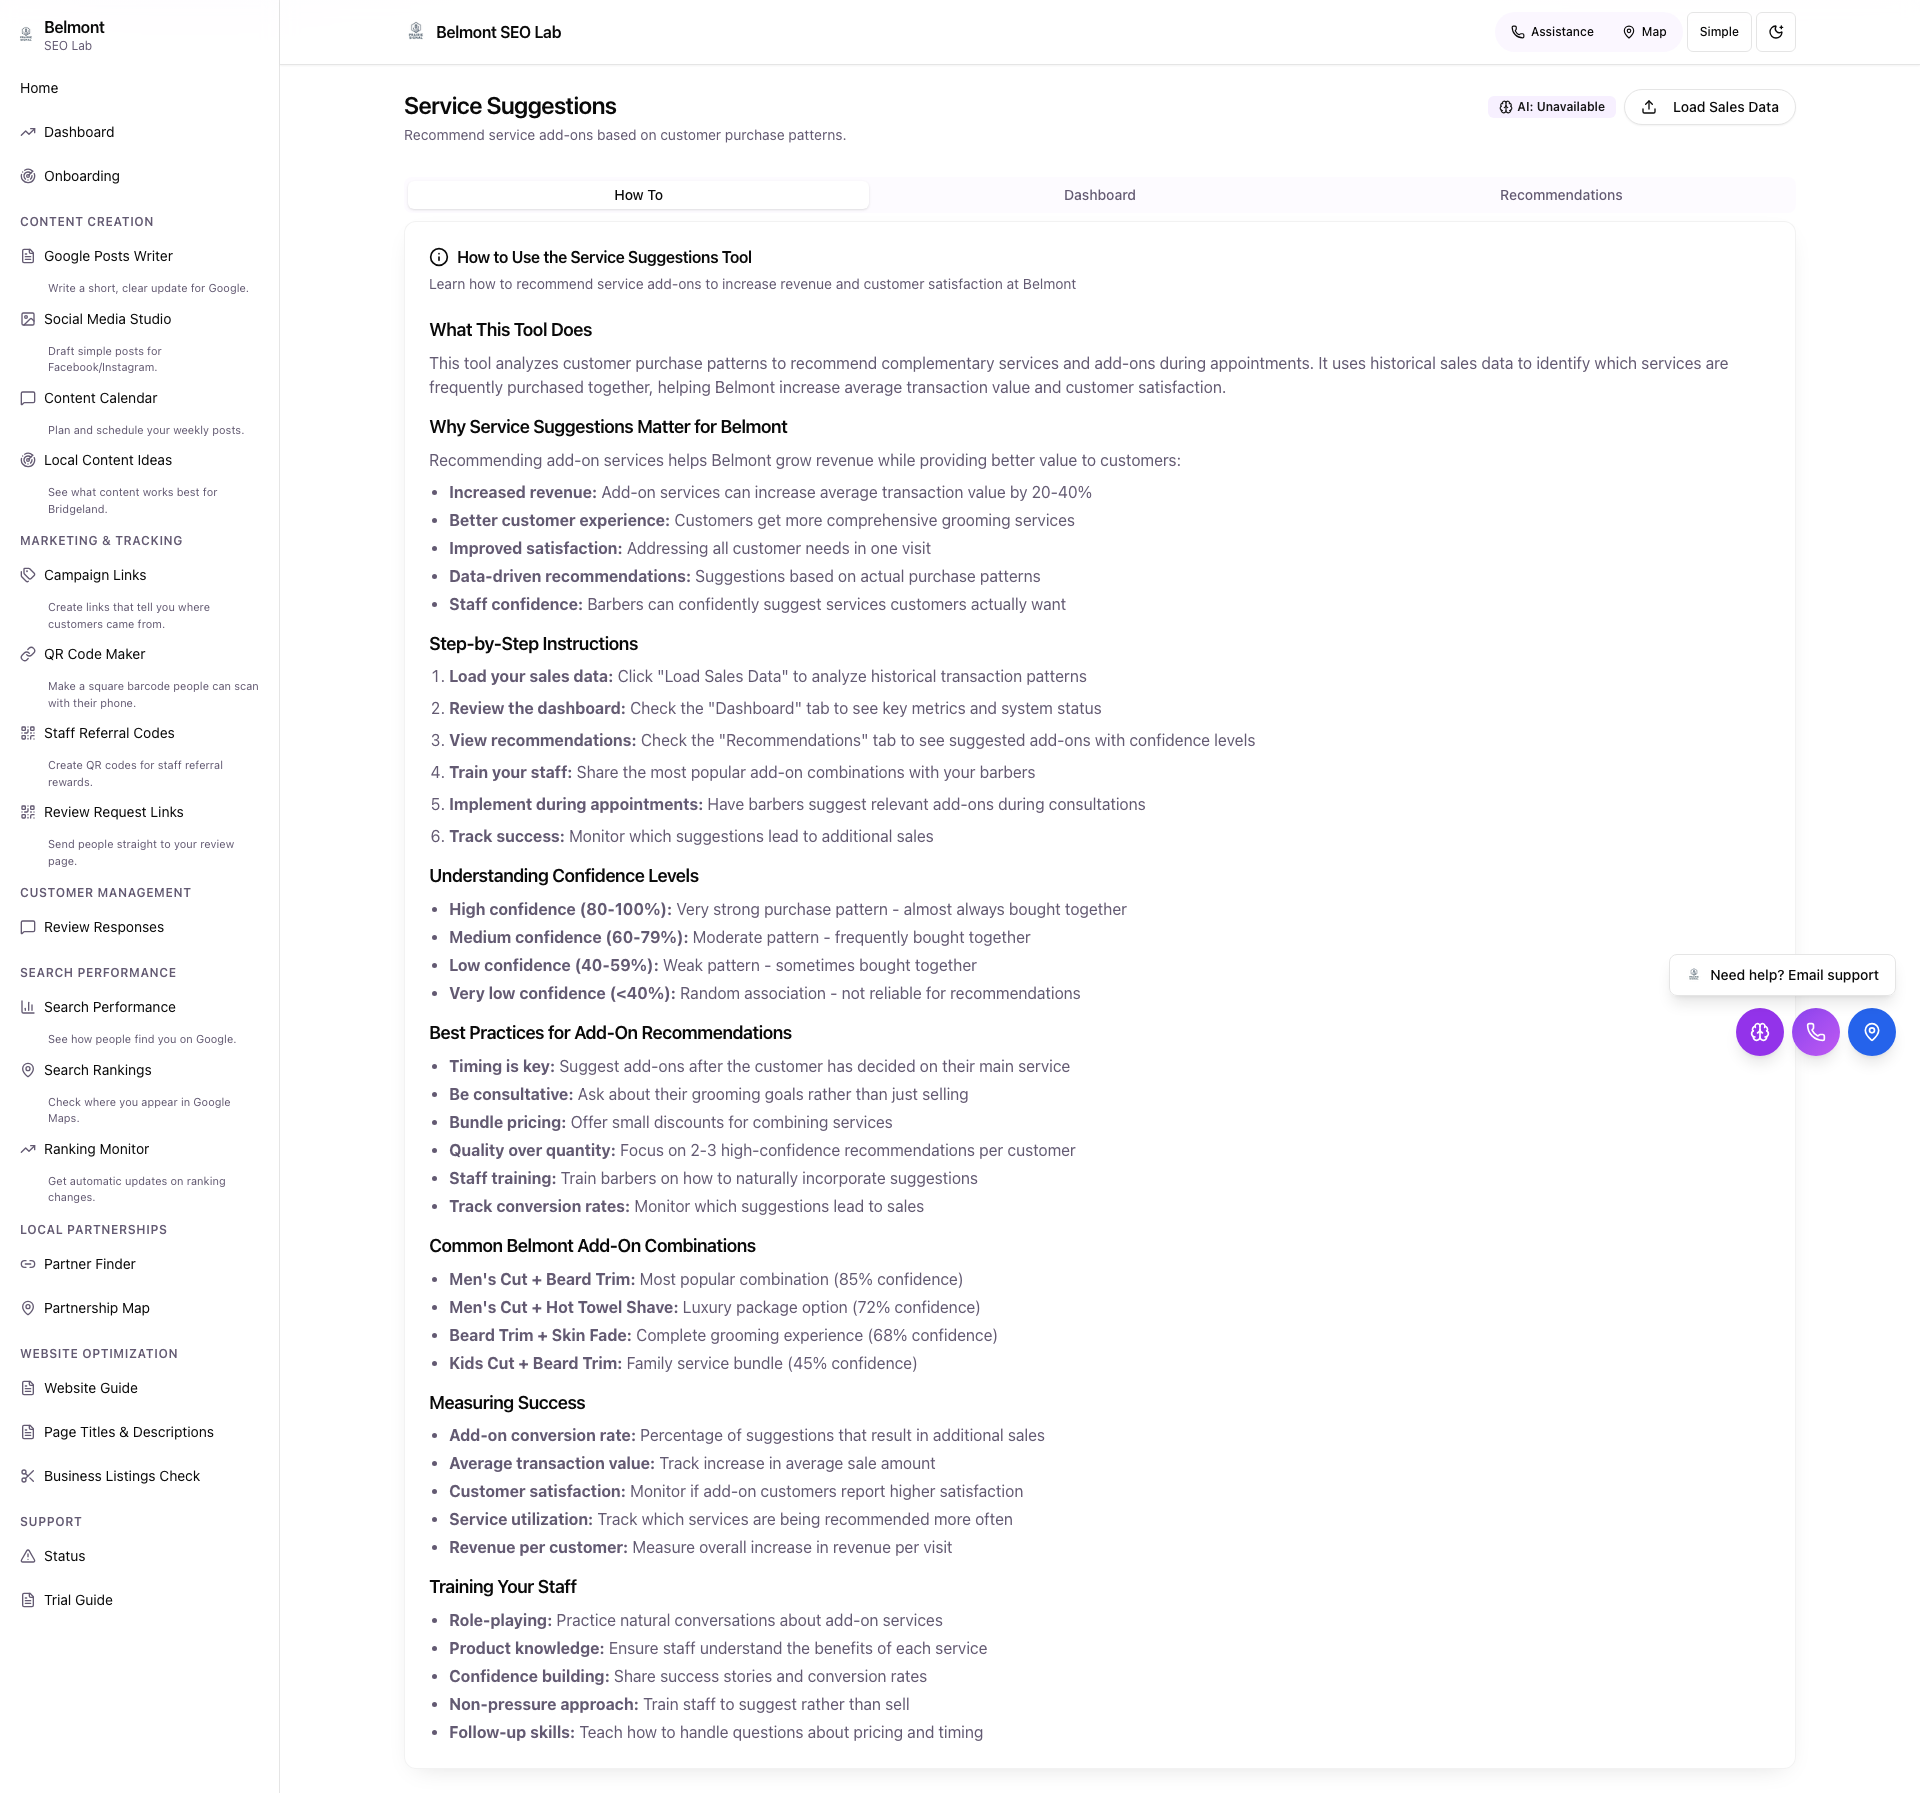 Belmont
SEO Lab
Home
Dashboard
Onboarding
CONTENT CREATION
Google Posts Writer
Write a short, clear update for Google.
Social Media Studio
Draft simple posts for
Facebook/Instagram.
Content Calendar
Plan and schedule your weekly posts.
Local Content Ideas
See what content works best for
Bridgeland.
MARKETING & TRACKING
Campaign Links
Create links that tell you where
customers came from.
QR Code Maker
Make a square barcode people can scan
with their phone.
Staff Referral Codes
Create QR codes for staff referral
rewards.
Review Request Links
Send people straight to your review
page.
CUSTOMER MANAGEMENT
Review Responses
SEARCH PERFORMANCE
Search Performance
See how people find you on Google.
Search Rankings
Check where you appear in Google
Maps.
Ranking Monitor
Get automatic updates on ranking
changes.
LOCAL PARTNERSHIPS
Partner Finder
Partnership Map
WEBSITE OPTIMIZATION
Website Guide
Page Titles & Descriptions
Business Listings Check
SUPPORT
Status
Trial Guide
Belmont SEO Lab
Assistance
Map
Simple
Service Suggestions
Recommend service add-ons based on customer purchase patterns.
AI: Unavailable
Load Sales Data
How To
Dashboard
Recommendations
How to Use the Service Suggestions Tool
Learn how to recommend service add-ons to increase revenue and customer satisfaction at Belmont
What This Tool Does
This tool analyzes customer purchase patterns to recommend complementary services and add-ons during appointments. It uses historical sales data to identify which services are
frequently purchased together, helping Belmont increase average transaction value and customer satisfaction.
Why Service Suggestions Matter for Belmont
Recommending add-on services helps Belmont grow revenue while providing better value to customers:
• Increased revenue: Add-on services can increase average transaction value by 20-40%
• Better customer experience: Customers get more comprehensive grooming services
• Improved satisfaction: Addressing all customer needs in one visit
• Data-driven recommendations: Suggestions based on actual purchase patterns
• Staff confidence: Barbers can confidently suggest services customers actually want
Step-by-Step Instructions
1. Load your sales data: Click "Load Sales Data" to analyze historical transaction patterns
2. Review the dashboard: Check the "Dashboard" tab to see key metrics and system status
3. View recommendations: Check the "Recommendations" tab to see suggested add-ons with confidence levels
4. Train your staff: Share the most popular add-on combinations with your barbers
5. Implement during appointments: Have barbers suggest relevant add-ons during consultations
6. Track success: Monitor which suggestions lead to additional sales
Understanding Confidence Levels
• High confidence (80-100%): Very strong purchase pattern - almost always bought together
• Medium confidence (60-79%): Moderate pattern - frequently bought together
• Low confidence (40-59%): Weak pattern - sometimes bought together
• Very low confidence (<40%): Random association - not reliable for recommendations
Best Practices for Add-On Recommendations
• Timing is key: Suggest add-ons after the customer has decided on their main service
• Be consultative: Ask about their grooming goals rather than just selling
• Bundle pricing: Offer small discounts for combining services
• Quality over quantity: Focus on 2-3 high-confidence recommendations per customer
• Staff training: Train barbers on how to naturally incorporate suggestions
• Track conversion rates: Monitor which suggestions lead to sales
Common Belmont Add-On Combinations
• Men's Cut + Beard Trim: Most popular combination (85% confidence)
• Men's Cut + Hot Towel Shave: Luxury package option (72% confidence)
• Beard Trim + Skin Fade: Complete grooming experience (68% confidence)
• Kids Cut + Beard Trim: Family service bundle (45% confidence)
Measuring Success
• Add-on conversion rate: Percentage of suggestions that result in additional sales
• Average transaction value: Track increase in average sale amount
• Customer satisfaction: Monitor if add-on customers report higher satisfaction
• Service utilization: Track which services are being recommended more often
• Revenue per customer: Measure overall increase in revenue per visit
Training Your Staff
• Role-playing: Practice natural conversations about add-on services
• Product knowledge: Ensure staff understand the benefits of each service
• Confidence building: Share success stories and conversion rates
• Non-pressure approach: Train staff to suggest rather than sell
• Follow-up skills: Teach how to handle questions about pricing and timing
Need help? Email support